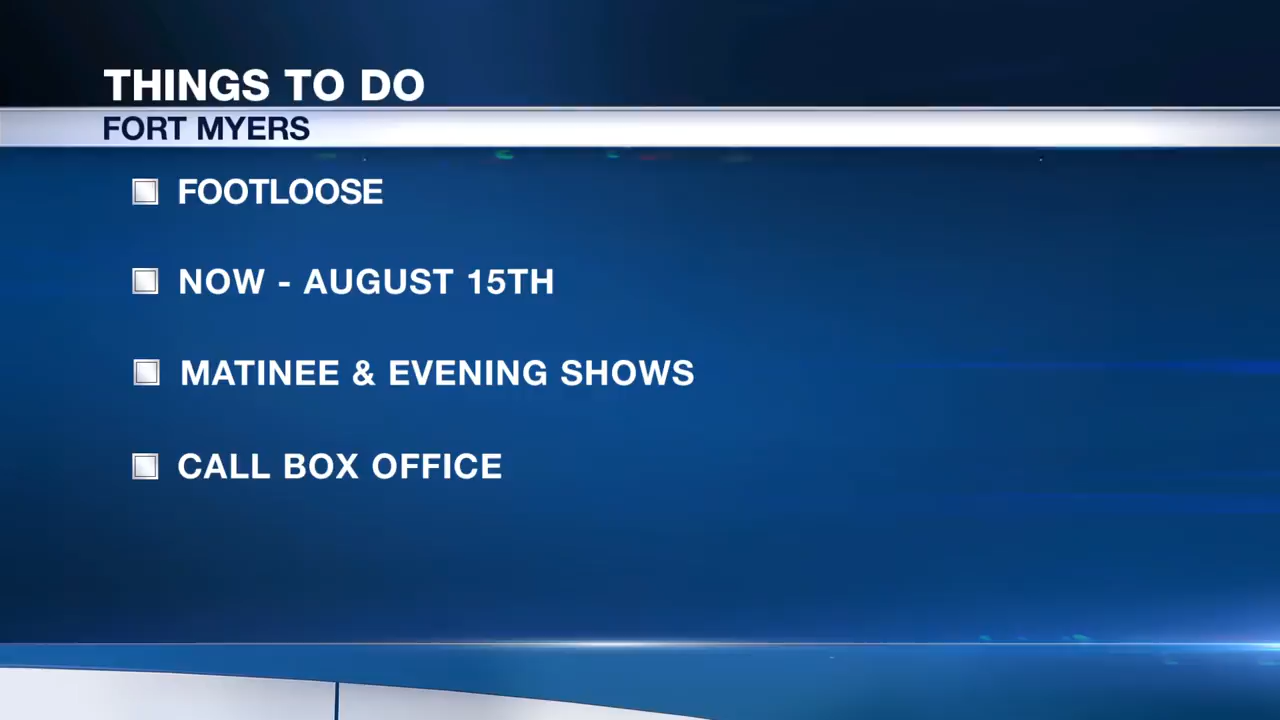 THINGS TO DO
FORT MYERS
FOOTLOOSE
NOW - AUGUST 15TH
MATINEE & EVENING SHOWS
CALL BOX OFFICE